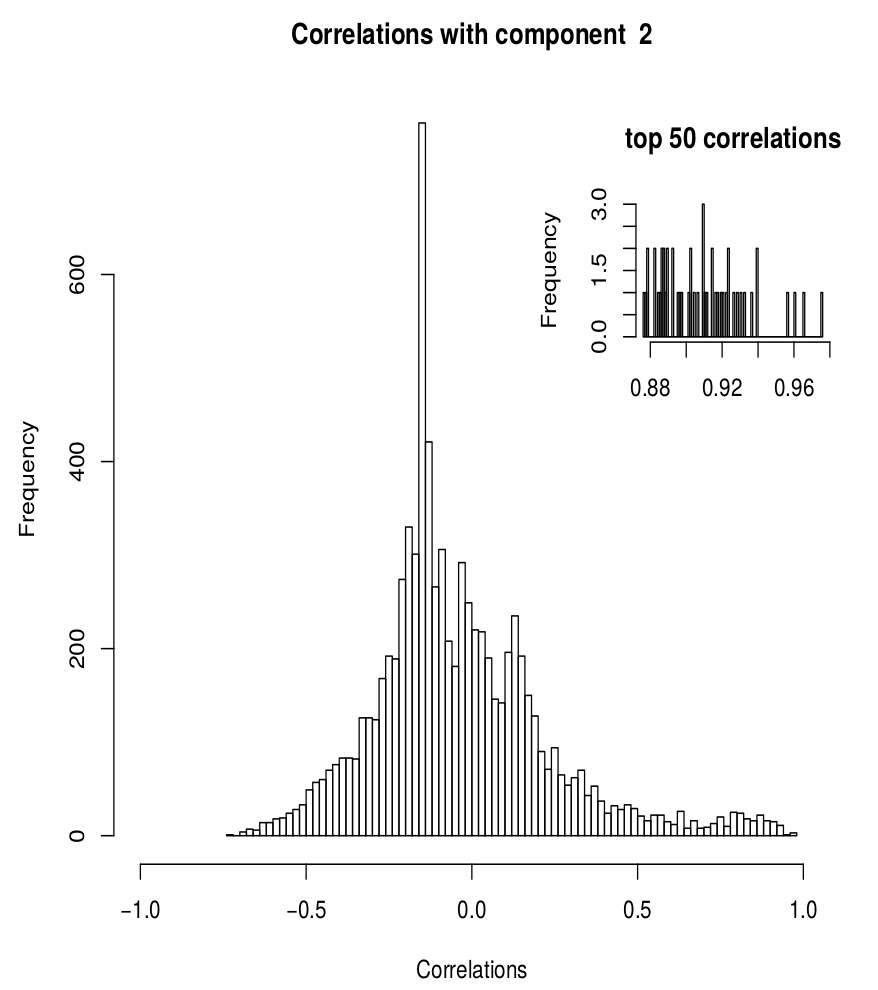 Correlations with component  2
top 50 correlations
Frequency
0.0 1.5 3.0
0.88 0.92 0.96
Frequency
0 200 400 600
−1.0 −0.5 0.0 0.5 1.0
Correlations